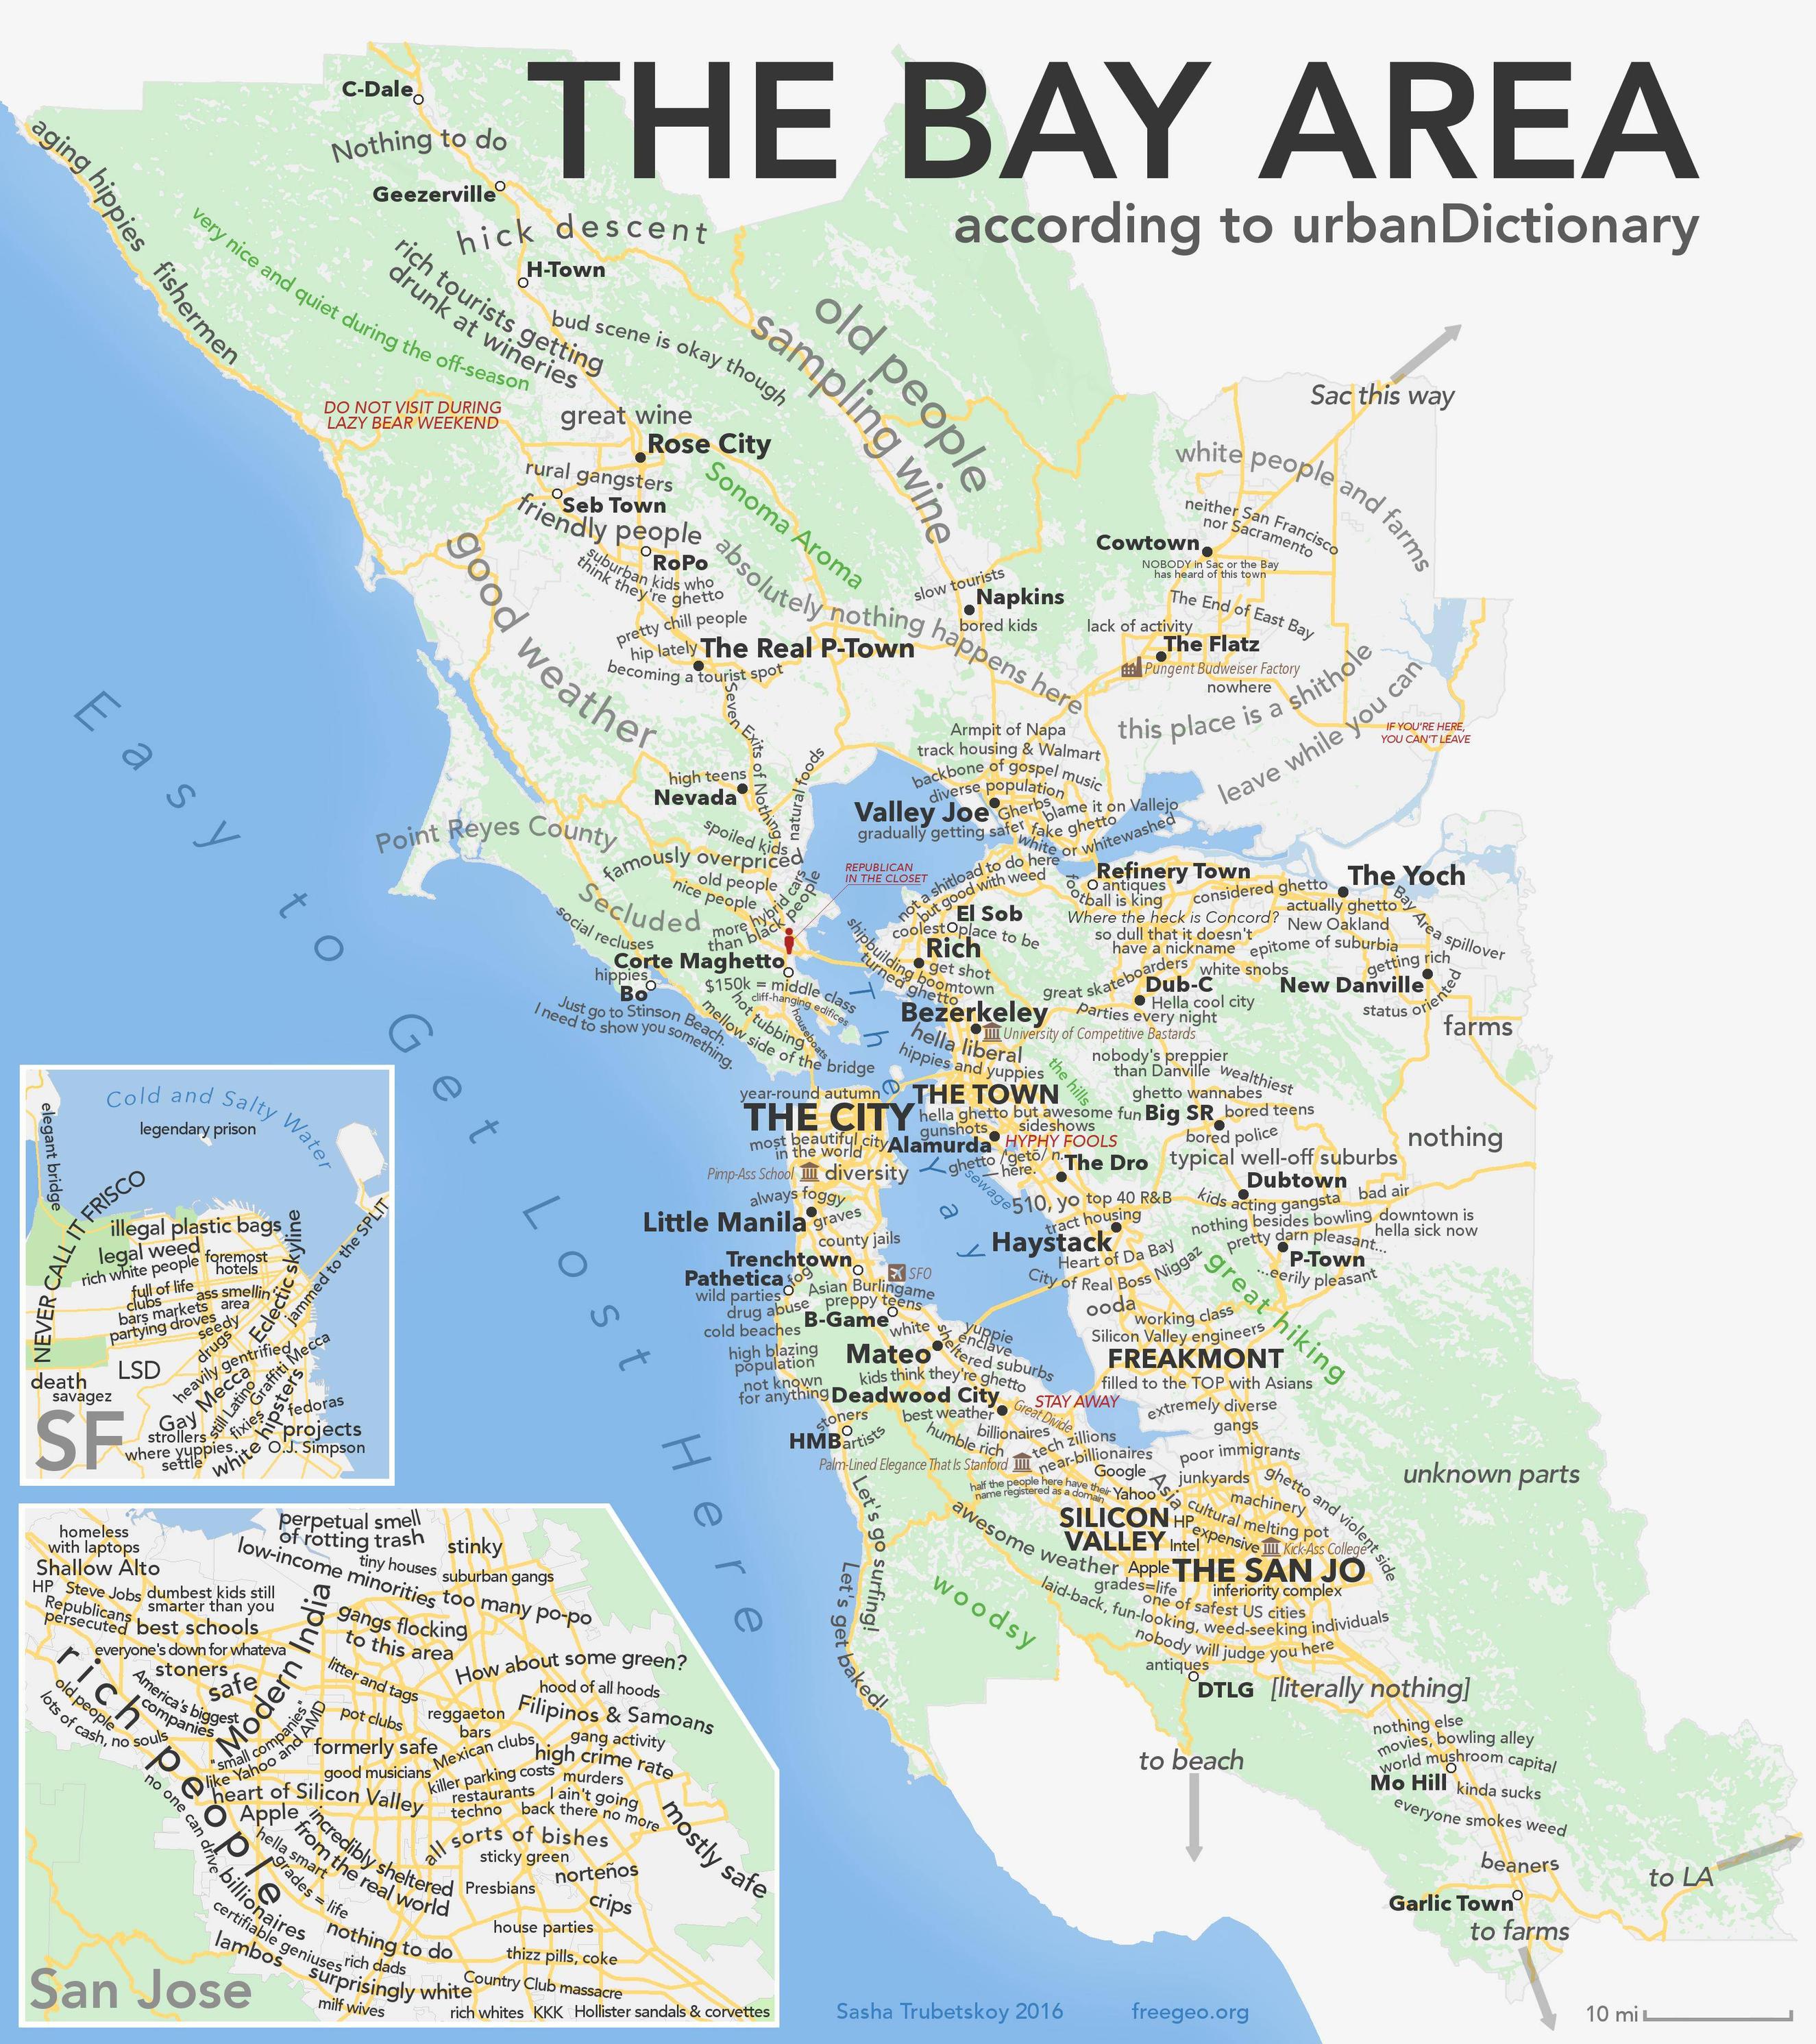 THE BAY AREA
according to urbanDictionary
C-Dale
Nothing to do
Geezerville
hick descent
H-Town
aging hippies
fishermen
very nice and quiet during the off-season
rich tourists getting
drunk at wineries
bud scene is okay though
old people
sampling wine
Sac this way
DO NOT VISIT DURING
LAZY BEAR WEEKEND
great wine
Rose City
rural gangsters
Seb Town
friendly people
Sonoma Aroma
RoPo
suburban kids who
think they're ghetto
good weather
absolutely nothing happens here
pretty chill people
hip lately
The Real P-Town
becoming a tourist spot
slow tourists
Napkins
bored kids
white people and farms
neither San Francisco
nor Sacramento
Cowtown
NOBODY in Sac or the Bay
has heard of this town
The End of East Bay
lack of activity
The Flatz
Pungent Budweiser Factory
nowhere
this place is a shithole
leave while you can
IF YOU'RE HERE,
YOU CAN'T LEAVE
Seven Exits of Nothing
natural foods
high teens
Nevada
Point Reyes County
spoiled kids
famously overpriced
old people
nice people
Secluded
more hybrid cars
than black people
REPUBLICAN
IN THE CLOSET
social recluses
Corte Maghetto
hippies
Bo
$150k = middle class
cliff-hanging edifices
houseboats
hot tubbing
mellow side of the bridge
Just go to Stinson Beach.
I need to show you something.
Armpit of Napa
track housing & Walmart
backbone of gospel music
diverse population
Valley Joe
Gherbs
blame it on Vallejo
gradually getting safer
fake ghetto
white or whitewashed
not a shitload to do here
but good with weed
football is king
Refinery Town
antiques
considered ghetto
The Yoch
actually ghetto
Bay Area spillover
El Sob
coolest place to be
Where the heck is Concord?
New Oakland
so dull that it doesn't
have a nickname
epitome of suburbia
shipbuilding boomtown
turned ghetto
Rich
get shot
getting rich
great skateboarders
white snobs
New Danville
Dub-C
Hella cool city
parties every night
status oriented
farms
Bezerkeley
University of Competitive Bastards
hella liberal
hippies and yuppies
the hills
nobody's preppier
than Danville
wealthiest
ghetto wannabes
year-round autumn
THE CITY
THE TOWN
hella ghetto but awesome fun
gunshots
sideshows
Big SR
bored teens
bored police
most beautiful city
in the world
Alamurda
HYPHY FOOLS
ghetto /ˈgetō/ n.
— here.
The Dro
typical well-off suburbs
nothing
Pimp-Ass School
diversity
sewage
510, yo
top 40 R&B
Dubtown
kids acting gangsta
bad air
always foggy
Little Manila
graves
tract housing
Haystack
nothing besides bowling
downtown is
hella sick now
pretty darn pleasant...
P-Town
...eerily pleasant
county jails
Trenchtown
Pathetica
fog
SFO
Heart of Da Bay
City of Real Boss Niggaz
great hiking
wild parties
Asian Burlingame
preppy teens
drug abuse
B-Game
ooda
working class
cold beaches
white
yuppie
enclave
sheltered suburbs
Silicon Valley engineers
FREAKMONT
high blazing
population
Mateo
kids think they're ghetto
filled to the TOP with Asians
not known
for anything
Deadwood City
STAY AWAY
extremely diverse
gangs
stoners
HMB
artists
best weather
Great Divide
billionaires
humble rich
tech zillions
near-billionaires
poor immigrants
Palm-Lined Elegance That Is Stanford
half the people here have their
name registered as a domain
Google
Yahoo
Asia
junkyards
machinery
ghetto and violent side
SILICON
VALLEY
HP
Intel
cultural melting pot
expensive
Kick-Ass College
Apple
THE SAN JO
grades=life
inferiority complex
awesome weather
one of safest US cities
laid-back, fun-looking, weed-seeking individuals
nobody will judge you here
unknown parts
Let's go surfing!
Let's get baked!
woodsy
antiques
DTLG
[literally nothing]
to beach
nothing else
movies, bowling alley
world mushroom capital
Mo Hill
kinda sucks
everyone smokes weed
beaners
Garlic Town
to LA
to farms
10 mi
Easy to Get Lost Here
The Yay
Cold and Salty Water
legendary prison
elegant bridge
NEVER CALL IT FRISCO
illegal plastic bags
legal weed
foremost
hotels
rich white people
full of life
clubs
ass smellin
area
bars markets
partying droves
seedy
drugs
Eclectic skyline
jammed to the SPLIT
LSD
heavily gentrified
Gay Mecca
still Latino
Graffiti Mecca
fixies
white hipsters
fedoras
death
savagez
strollers
projects
where yuppies...
settle
O.J. Simpson
SF
homeless
with laptops
Shallow Alto
HP
Steve Jobs
dumbest kids still
smarter than you
Republicans
persecuted
best schools
everyone's down for whateva
perpetual smell
of rotting trash
stinky
low-income minorities
tiny houses
suburban gangs
too many po-po
gangs flocking
to this area
How about some green?
stoners
safe
Modern India
litter and tags
hood of all hoods
America's biggest
companies
"small companies"
like Yahoo and AMD
pot clubs
reggaeton
bars
Filipinos & Samoans
gang activity
rich people
old people
lots of cash, no souls
formerly safe
Mexican clubs
high crime rate
good musicians
killer parking costs
murders
heart of Silicon Valley
restaurants
I ain't going
back there no more
Apple
techno
no one can drive
incredibly sheltered
from the real world
all sorts of bishes
mostly safe
hella smart
grades = life
sticky green
norteños
Presbians
crips
billionaires
certifiable geniuses
lambos
nothing to do
house parties
rich dads
thizz pills, coke
surprisingly white
Country Club massacre
milf wives
rich whites
KKK
Hollister sandals & corvettes
San Jose
Sasha Trubetskoy 2016
freegeo.org